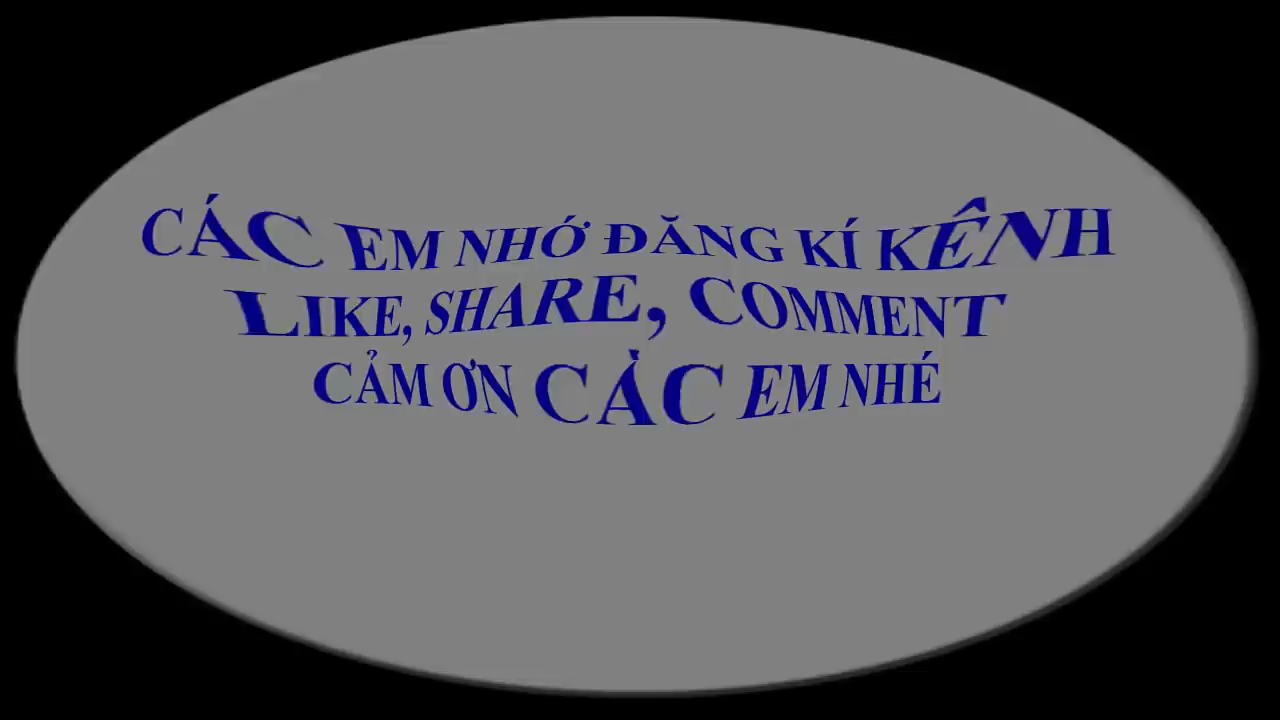 CÁC EM NHỚ ĐĂNG KÍ KÊNH
LIKE, SHARE, COMMENT
CẢM ƠN CÁC EM NHÉ